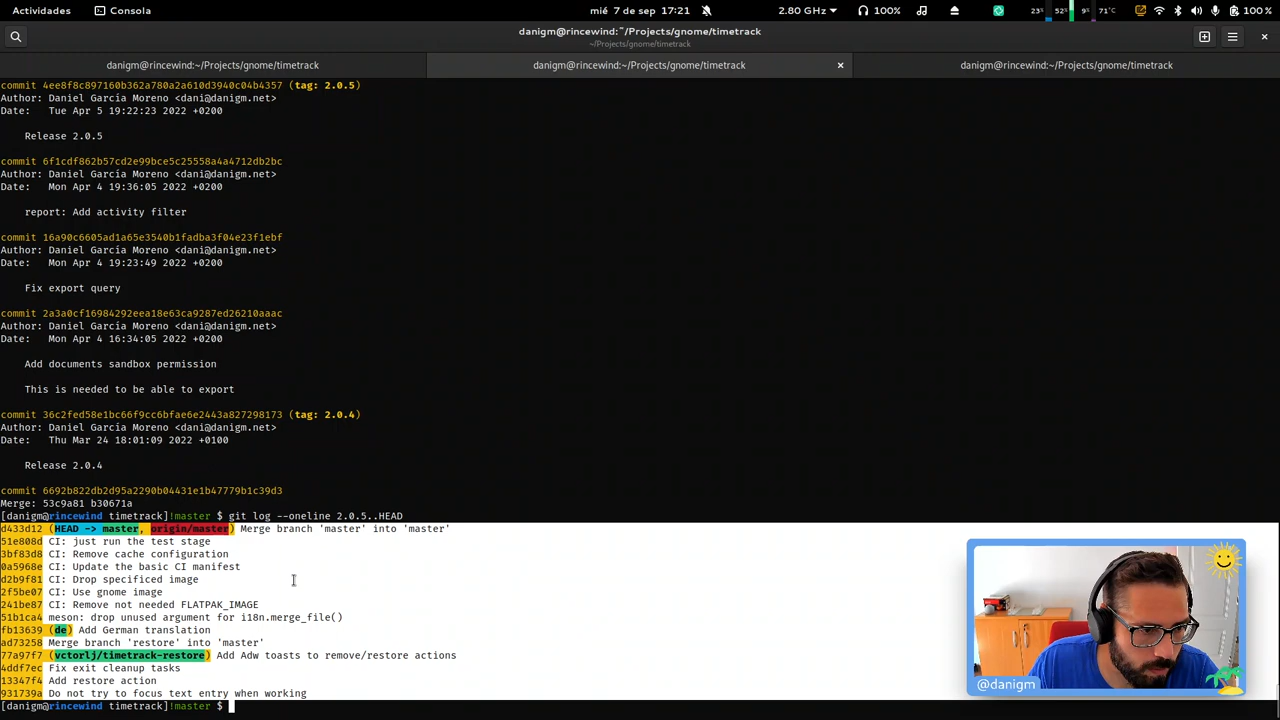 Actividades
Consola
mié 7 de sep 17:21
2.80 GHz
100%
23%
52%
9%
71°C
100 %
danigm@rincewind:~/Projects/gnome/timetrack
~/Projects/gnome/timetrack
danigm@rincewind:~/Projects/gnome/timetrack
danigm@rincewind:~/Projects/gnome/timetrack
danigm@rincewind:~/Projects/gnome/timetrack
commit 4ee8f8c897160b362a780a2a610d3940c04b4357 (tag: 2.0.5)
Author: Daniel García Moreno <dani@danigm.net>
Date:   Tue Apr 5 19:22:23 2022 +0200
Release 2.0.5
commit 6f1cdf862b57cd2e99bce5c25558a4a4712db2bc
Author: Daniel García Moreno <dani@danigm.net>
Date:   Mon Apr 4 19:36:05 2022 +0200
report: Add activity filter
commit 16a90c6605ad1a65e3540b1fadba3f04e23f1ebf
Author: Daniel García Moreno <dani@danigm.net>
Date:   Mon Apr 4 19:23:49 2022 +0200
Fix export query
commit 2a3a0cf16984292eea18e63ca9287ed26210aaac
Author: Daniel García Moreno <dani@danigm.net>
Date:   Mon Apr 4 16:34:05 2022 +0200
Add documents sandbox permission
This is needed to be able to export
commit 36c2fed58e1bc66f9cc6bfae6e2443a827298173 (tag: 2.0.4)
Author: Daniel García Moreno <dani@danigm.net>
Date:   Thu Mar 24 18:01:09 2022 +0100
Release 2.0.4
commit 6692b822db2d95a2290b04431e1b47779b1c39d3
Merge: 53c9a81 b30671a
[danigm@rincewind timetrack]!master $ git log --oneline 2.0.5..HEAD
d433d12 (HEAD -> master, origin/master) Merge branch 'master' into 'master'
51e808d CI: just run the test stage
3bf83d8 CI: Remove cache configuration
0a5968e CI: Update the basic CI manifest
d2b9f81 CI: Drop specificed image
2f5be07 CI: Use gnome image
241be87 CI: Remove not needed FLATPAK_IMAGE
51b1ca4 meson: drop unused argument for i18n.merge_file()
fb13639 (de) Add German translation
ad73258 Merge branch 'restore' into 'master'
77a97f7 (vctorlj/timetrack-restore) Add Adw toasts to remove/restore actions
4ddf7ec Fix exit cleanup tasks
13347f4 Add restore action
931739a Do not try to focus text entry when working
[danigm@rincewind timetrack]!master $
@danigm